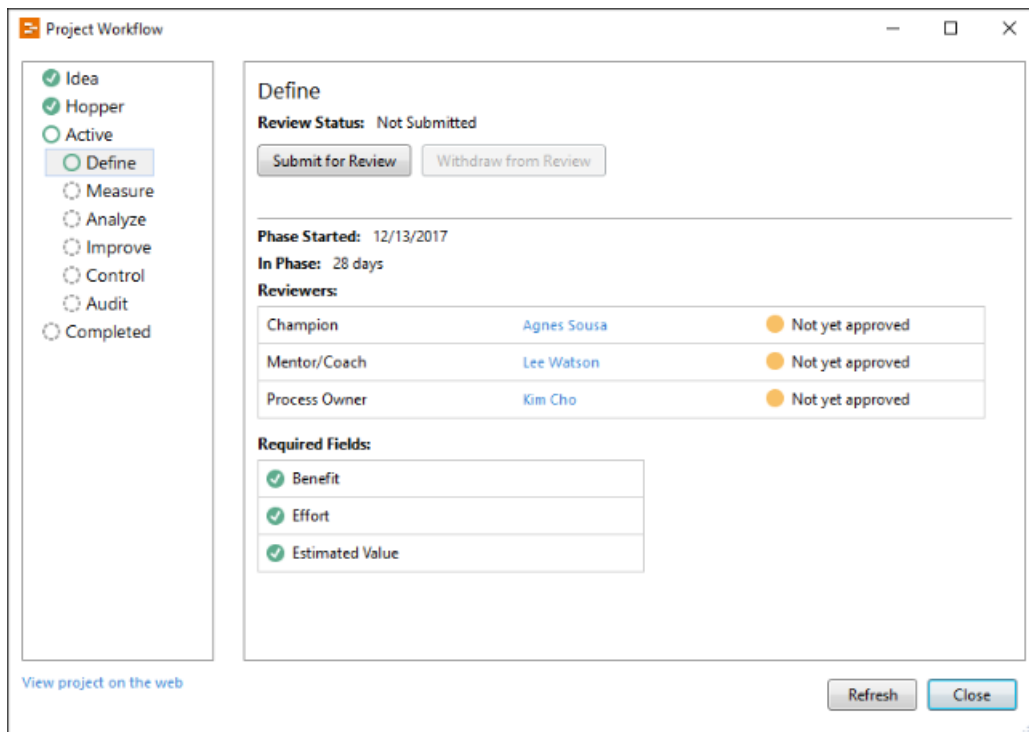 Project Workflow
Idea
Hopper
Active
Define
Measure
Analyze
Improve
Control
Audit
Completed
Define
Review Status: Not Submitted
Submit for Review Withdraw from Review
Phase Started: 12/13/2017
In Phase: 28 days
Reviewers:
Champion Agnes Sousa Not yet approved
Mentor/Coach Lee Watson Not yet approved
Process Owner Kim Cho Not yet approved
Required Fields:
Benefit
Effort
Estimated Value
View project on the web
Refresh Close